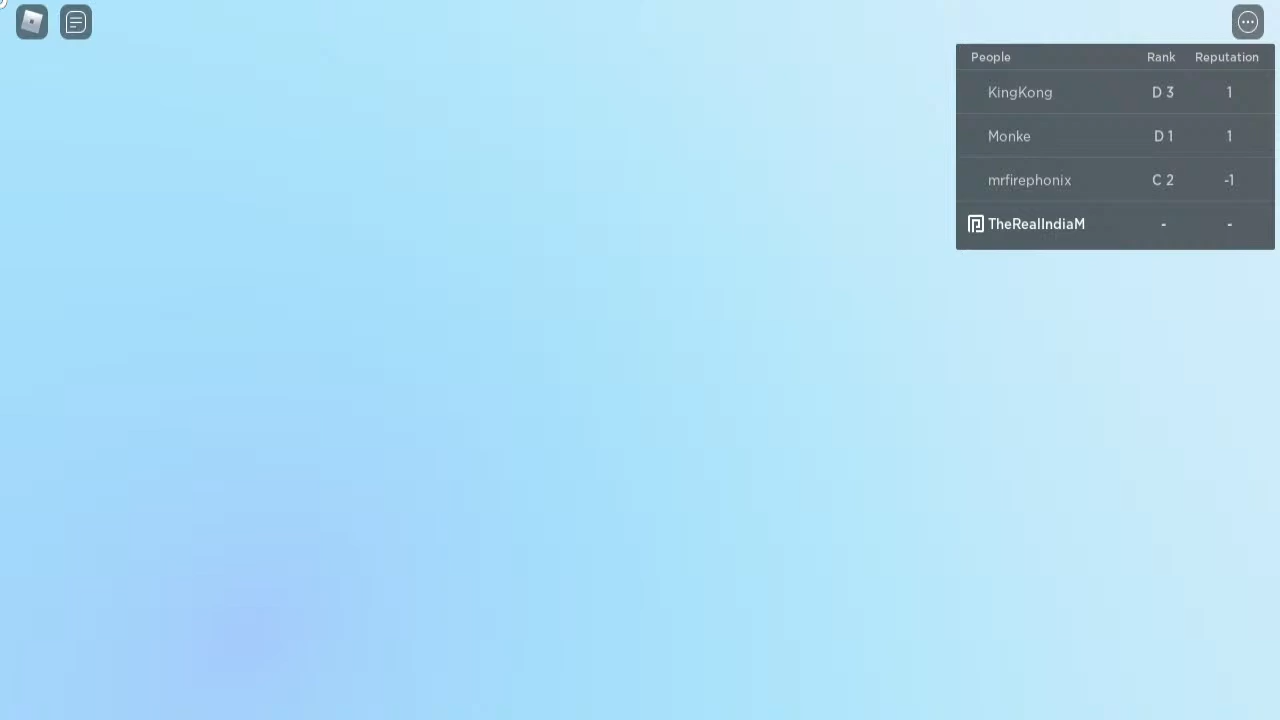 People Rank Reputation
KingKong D 3 1
Monke D 1 1
mrfirephonix C 2 -1
TheRealIndiaM - -